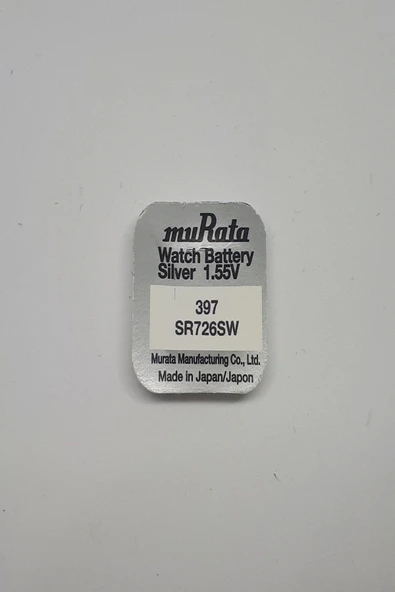 muRata
Watch Battery
Silver 1.55V
397
SR726SW
Murata Manufacturing Co., Ltd.
Made in Japan/Japon